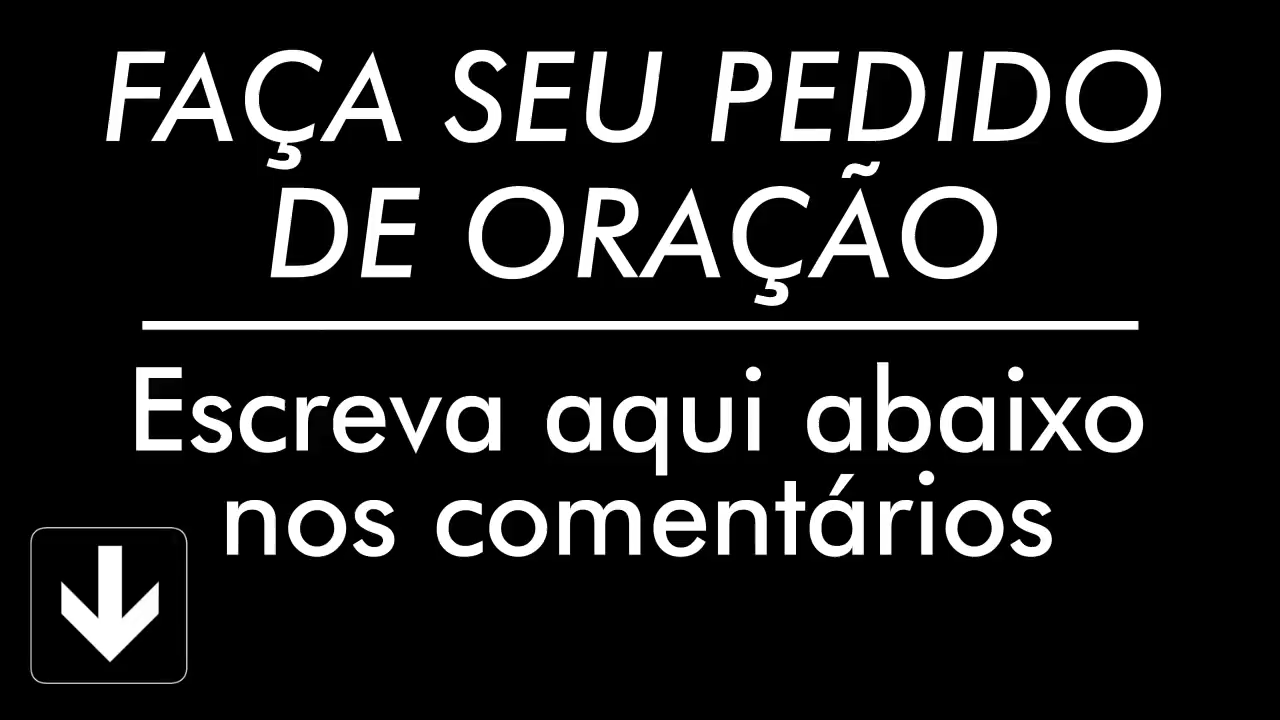 FAÇA SEU PEDIDO
DE ORAÇÃO
Escreva aqui abaixo
nos comentários